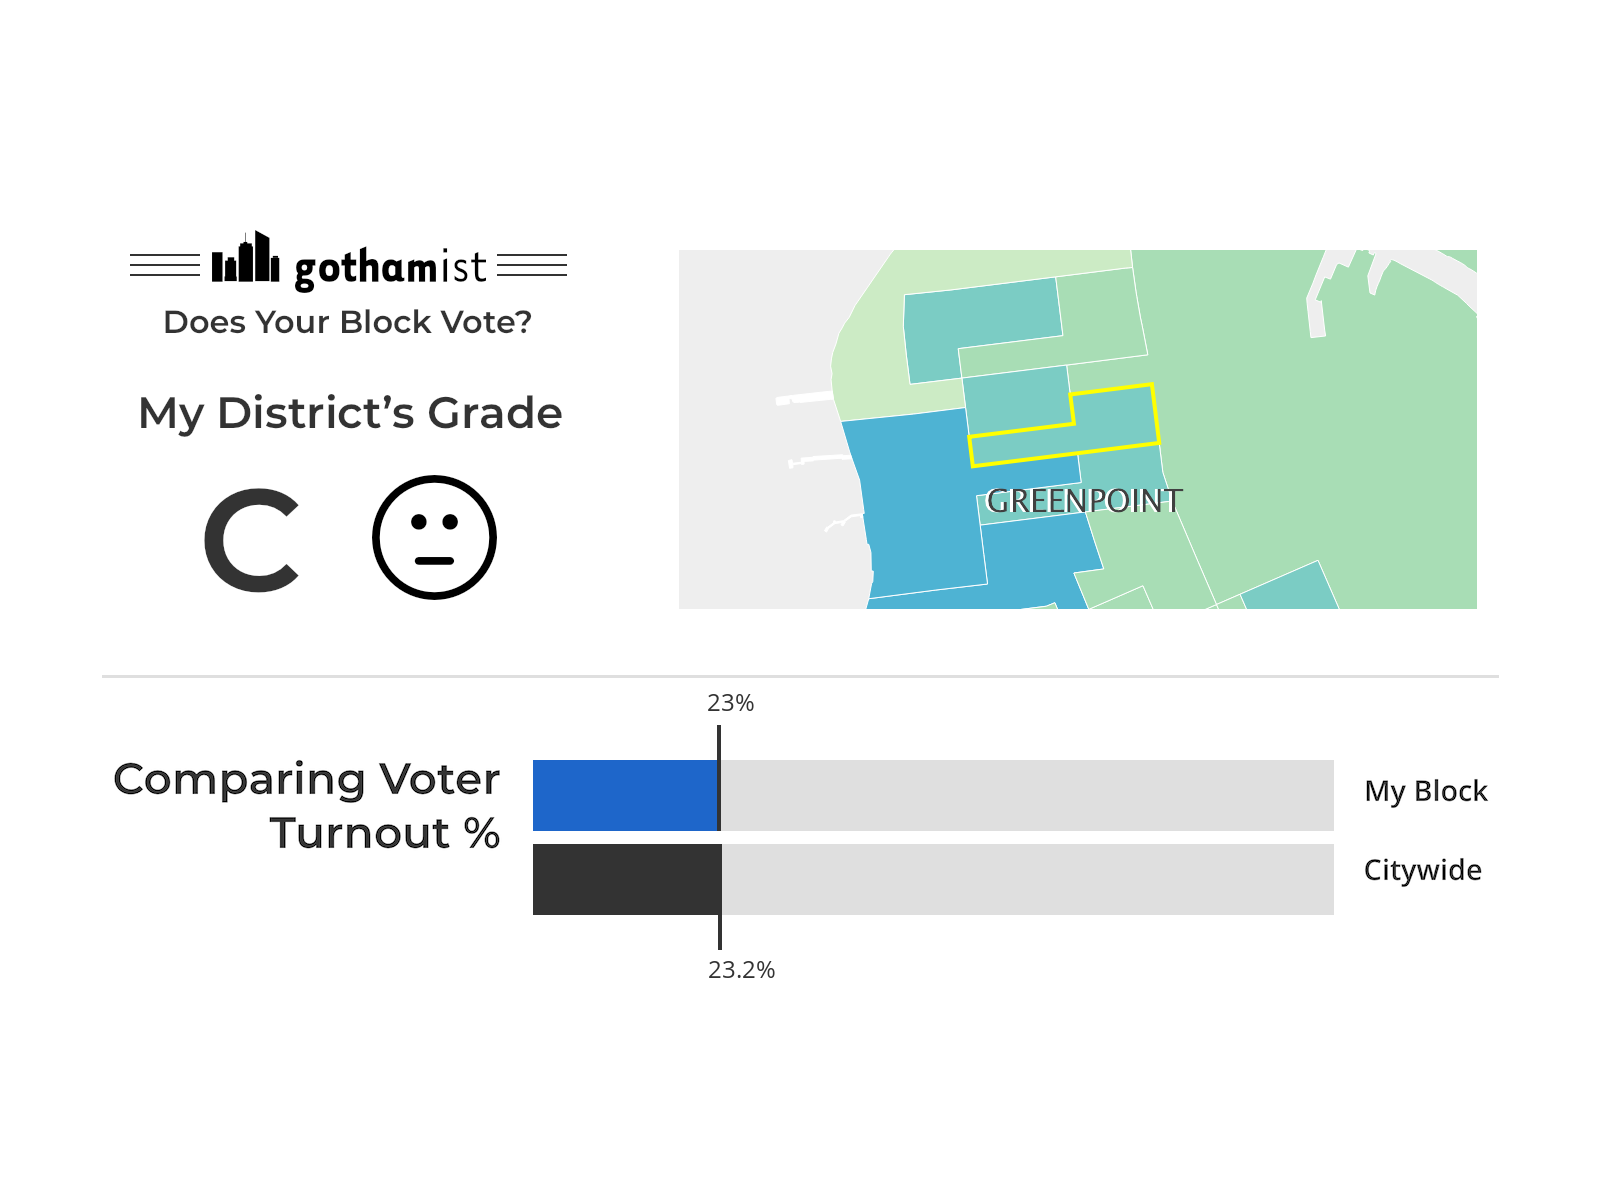 gothamist
Does Your Block Vote?
My District’s Grade
C
GREENPOINT
Comparing Voter
Turnout %
23%
My Block
Citywide
23.2%